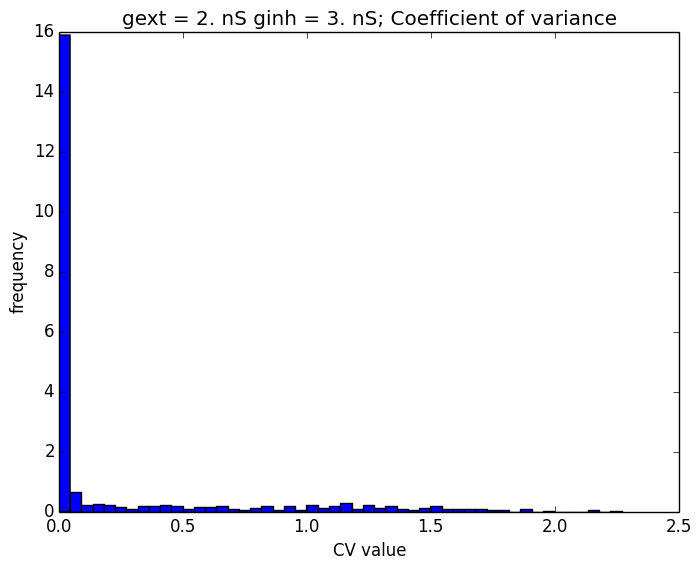 gext = 2. nS ginh = 3. nS; Coefficient of variance
16
14
12
10
8
6
4
2
0
frequency
0.0 0.5 1.0 1.5 2.0 2.5
CV value